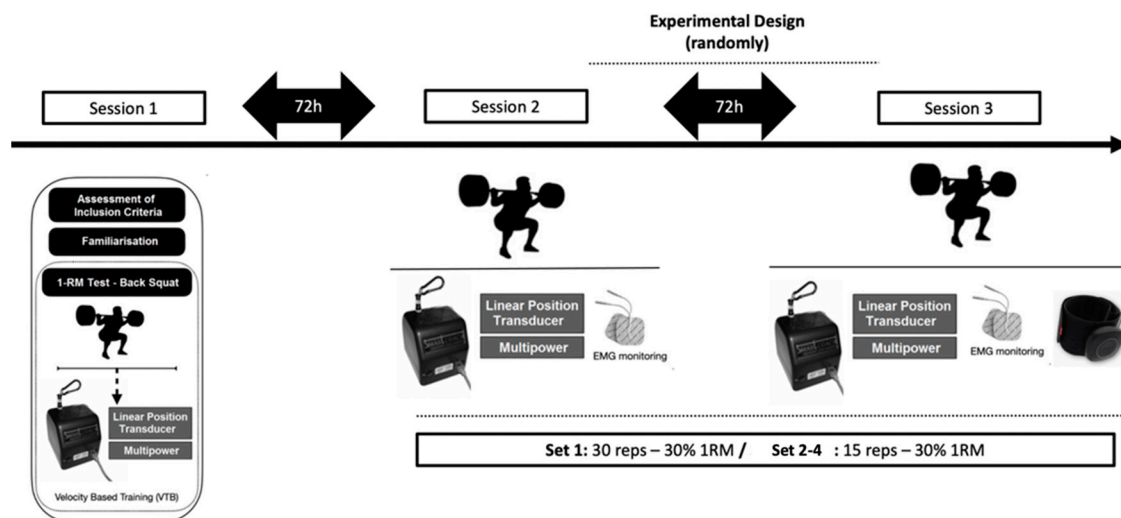 Experimental Design
(randomly)
Session 1
72h
Session 2
72h
Session 3
Assessment of
Inclusion Criteria
Familiarisation
1-RM Test - Back Squat
Linear Position
Transducer
Multipower
Velocity Based Training (VTB)
Linear Position
Transducer
Multipower
EMG monitoring
Linear Position
Transducer
Multipower
EMG monitoring
Set 1: 30 reps – 30% 1RM / Set 2-4 : 15 reps – 30% 1RM